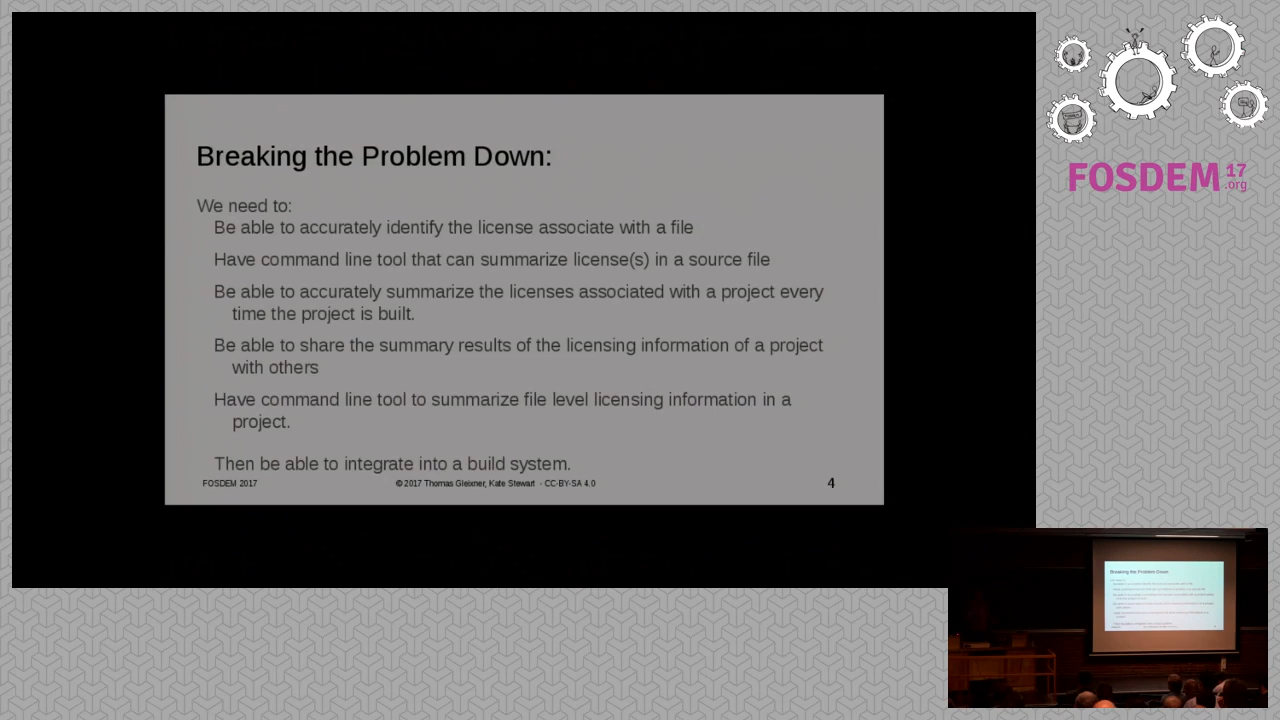 Breaking the Problem Down:
We need to:
Be able to accurately identify the license associate with a file
Have command line tool that can summarize license(s) in a source file
Be able to accurately summarize the licenses associated with a project every
time the project is built.
Be able to share the summary results of the licensing information of a project
with others
Have command line tool to summarize file level licensing information in a
project.
Then be able to integrate into a build system.
FOSDEM 2017
© 2017 Thomas Gleixner, Kate Stewart - CC-BY-SA 4.0
4
FOSDEM 17
.org
Breaking the Problem Down: